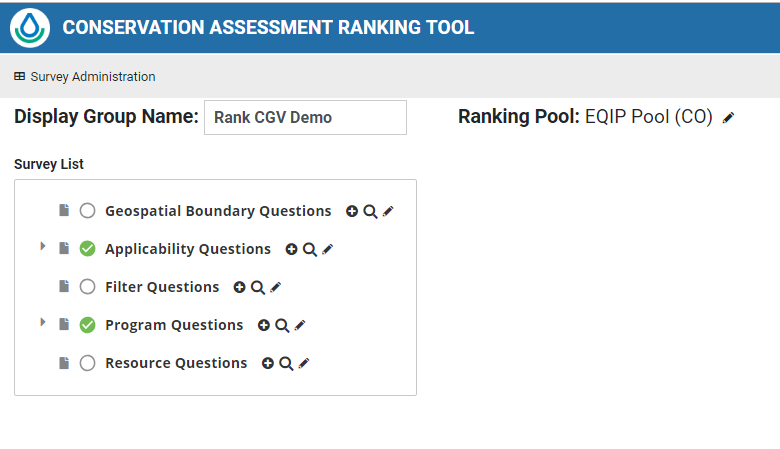 CONSERVATION ASSESSMENT RANKING TOOL
Survey Administration
Display Group Name: Rank CGV Demo
Ranking Pool: EQIP Pool (CO)
Survey List
Geospatial Boundary Questions
Applicability Questions
Filter Questions
Program Questions
Resource Questions